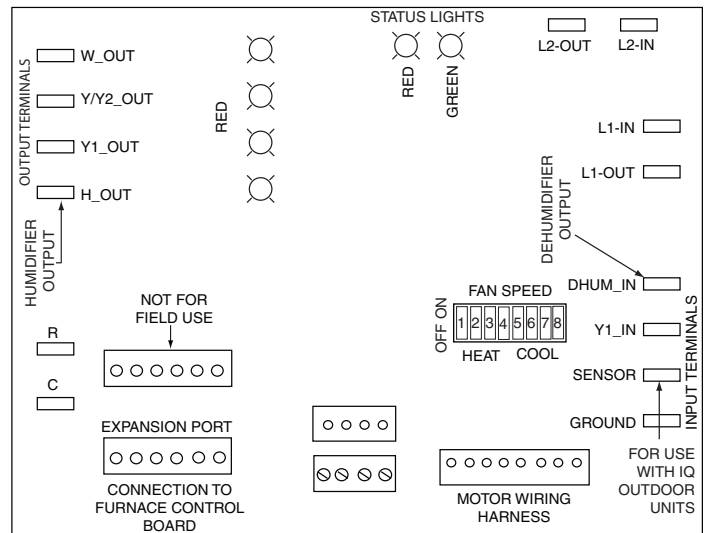 STATUS LIGHTS
RED
GREEN
L2-OUT
L2-IN
OUTPUT TERMINALS
W_OUT
Y/Y2_OUT
Y1_OUT
H_OUT
RED
L1-IN
L1-OUT
HUMIDIFIER
OUTPUT
DEHUMIDIFIER
OUTPUT
NOT FOR
FIELD USE
R
C
OFF ON
FAN SPEED
1 2 3 4 5 6 7 8
HEAT
COOL
DHUM_IN
Y1_IN
SENSOR
GROUND
INPUT TERMINALS
EXPANSION PORT
CONNECTION TO
FURNACE CONTROL
BOARD
MOTOR WIRING
HARNESS
FOR USE
WITH IQ
OUTDOOR
UNITS